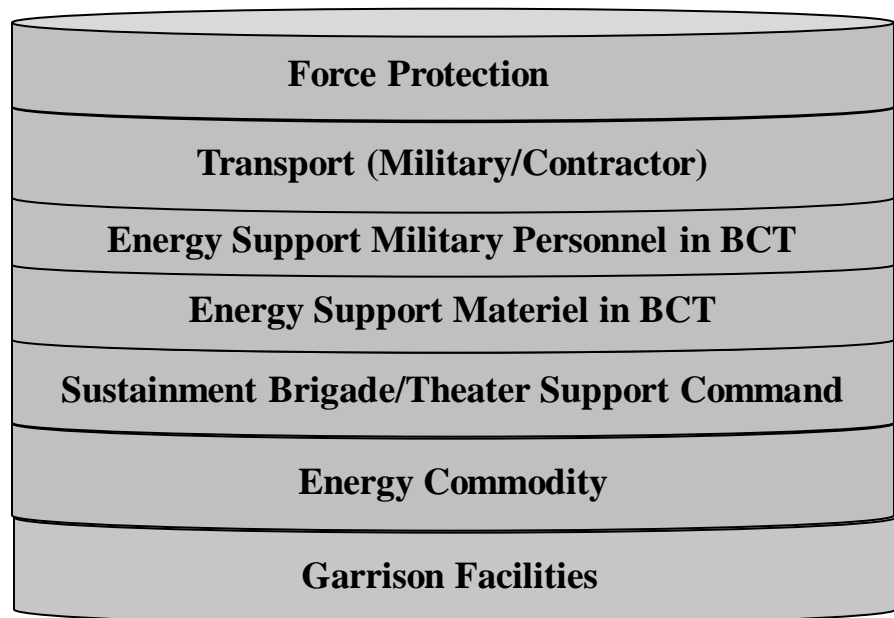 Force Protection
Transport (Military/Contractor)
Energy Support Military Personnel in BCT
Energy Support Materiel in BCT
Sustainment Brigade/Theater Support Command
Energy Commodity
Garrison Facilities